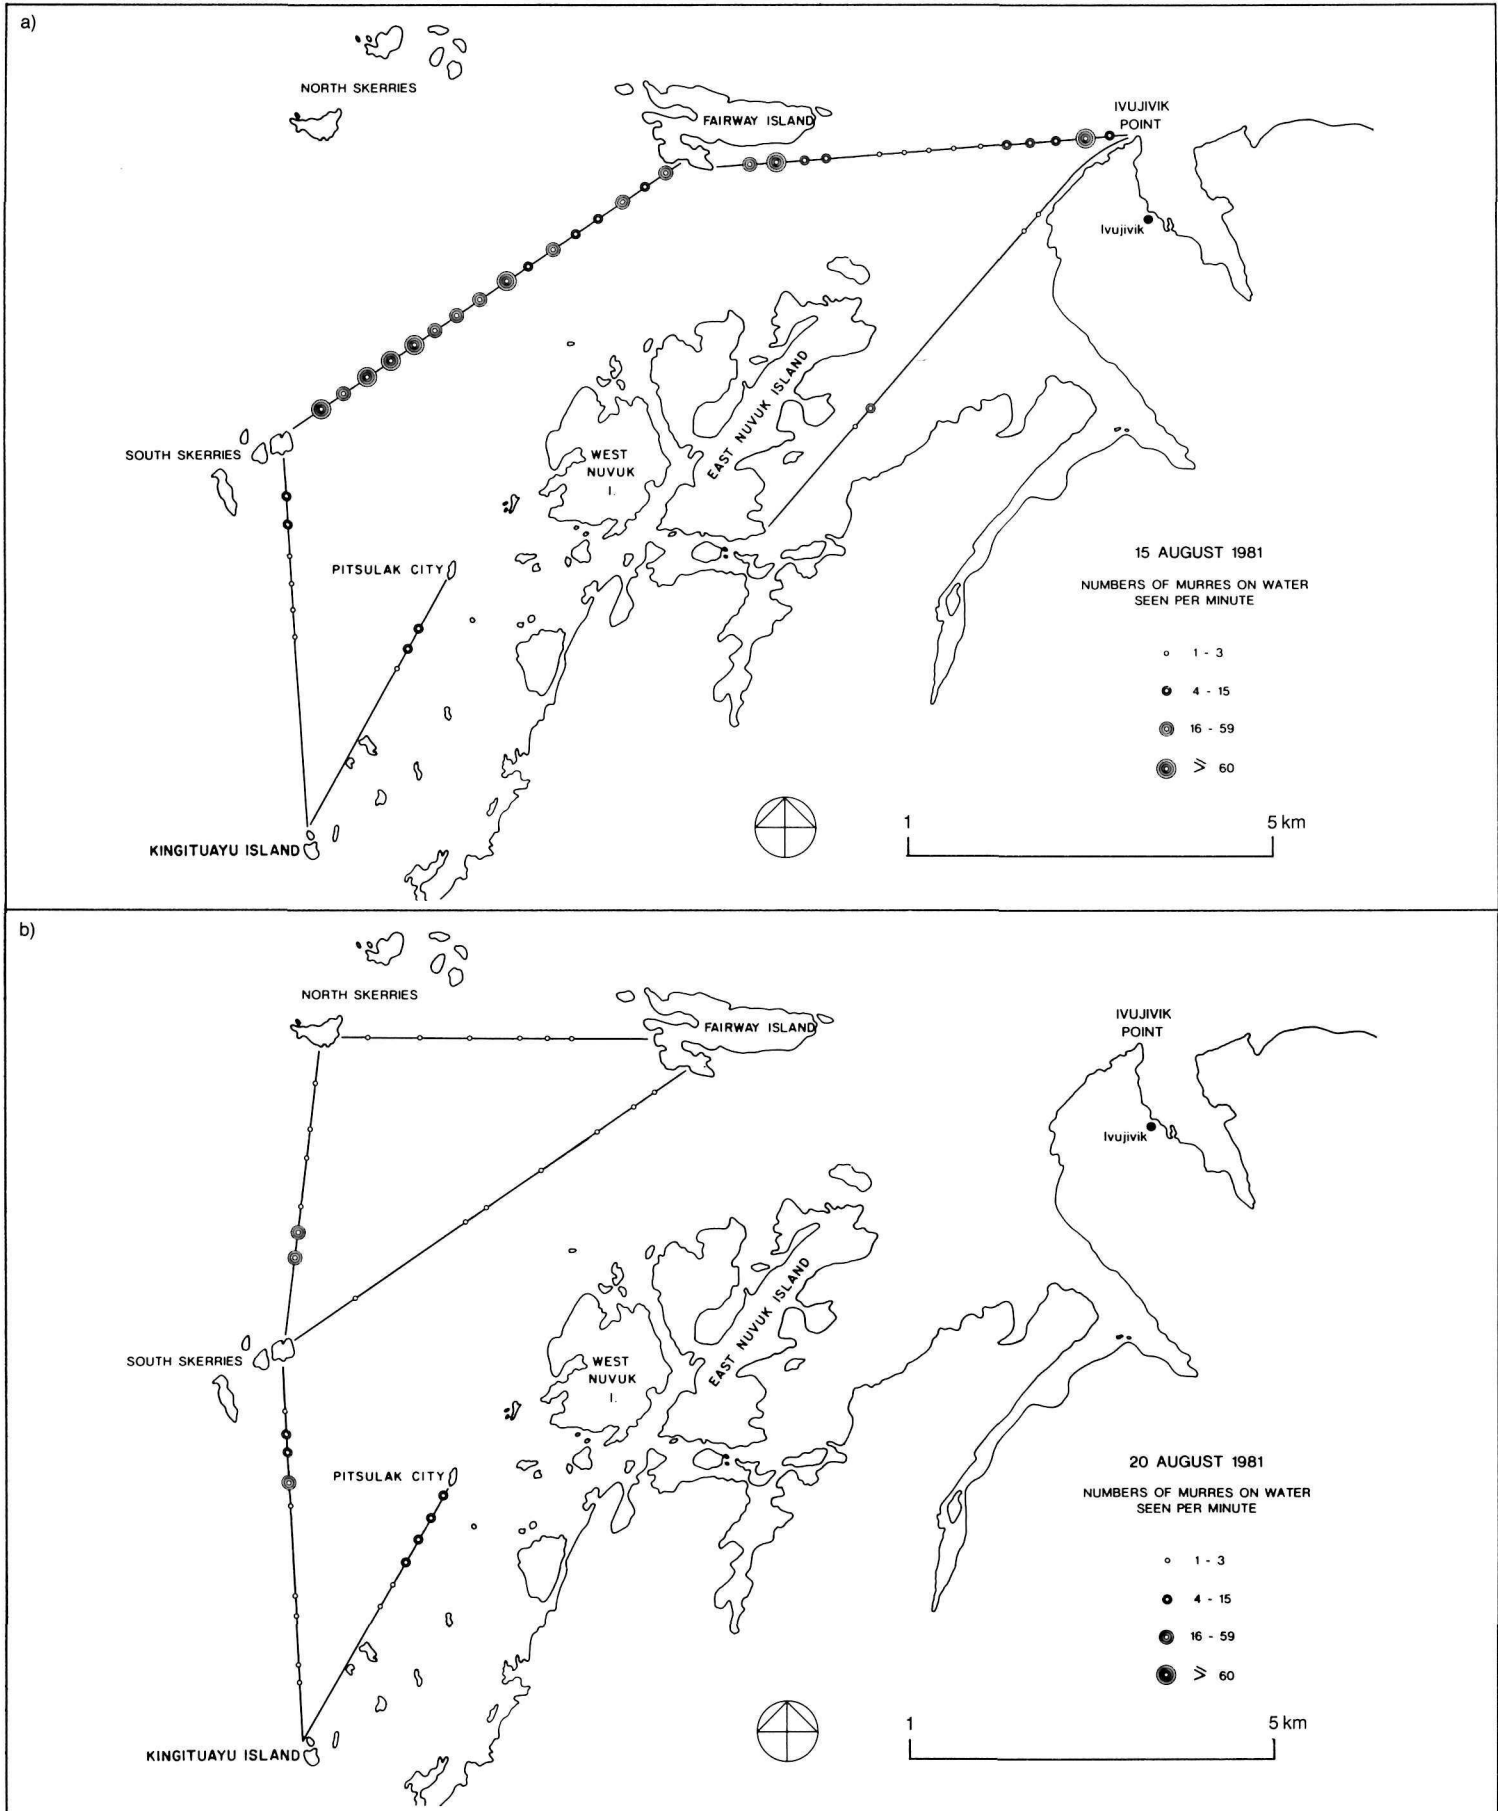 a)
NORTH SKERRIES
FAIRWAY ISLAND
IVUJIVIK
POINT
Ivujivik
EAST NUVUK ISLAND
SOUTH SKERRIES
WEST
NUVUK
I.
PITSULAK CITY
15 AUGUST 1981
NUMBERS OF MURRES ON WATER
SEEN PER MINUTE
1 - 3
4 - 15
16 - 59
≥ 60
KINGITUAYU ISLAND
1 5 km
b)
NORTH SKERRIES
FAIRWAY ISLAND
IVUJIVIK
POINT
Ivujivik
EAST NUVUK ISLAND
SOUTH SKERRIES
WEST
NUVUK
I.
PITSULAK CITY
20 AUGUST 1981
NUMBERS OF MURRES ON WATER
SEEN PER MINUTE
1 - 3
4 - 15
16 - 59
≥ 60
KINGITUAYU ISLAND
1 5 km